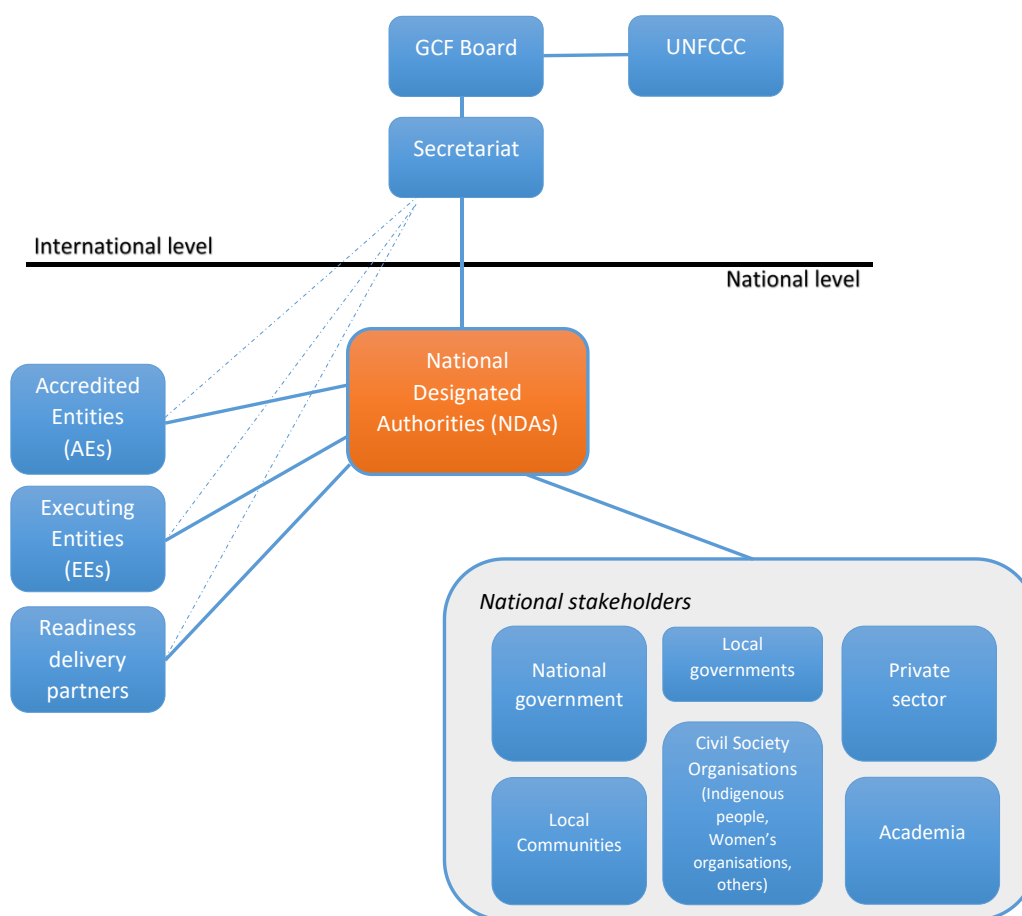 GCF Board
UNFCCC
Secretariat
International level
National level
National
Designated
Authorities (NDAs)
Accredited
Entities
(AEs)
Executing
Entities
(EEs)
Readiness
delivery
partners
National stakeholders
National
government
Local
governments
Private
sector
Local
Communities
Civil Society
Organisations
(Indigenous
people,
Women’s
organisations,
others)
Academia